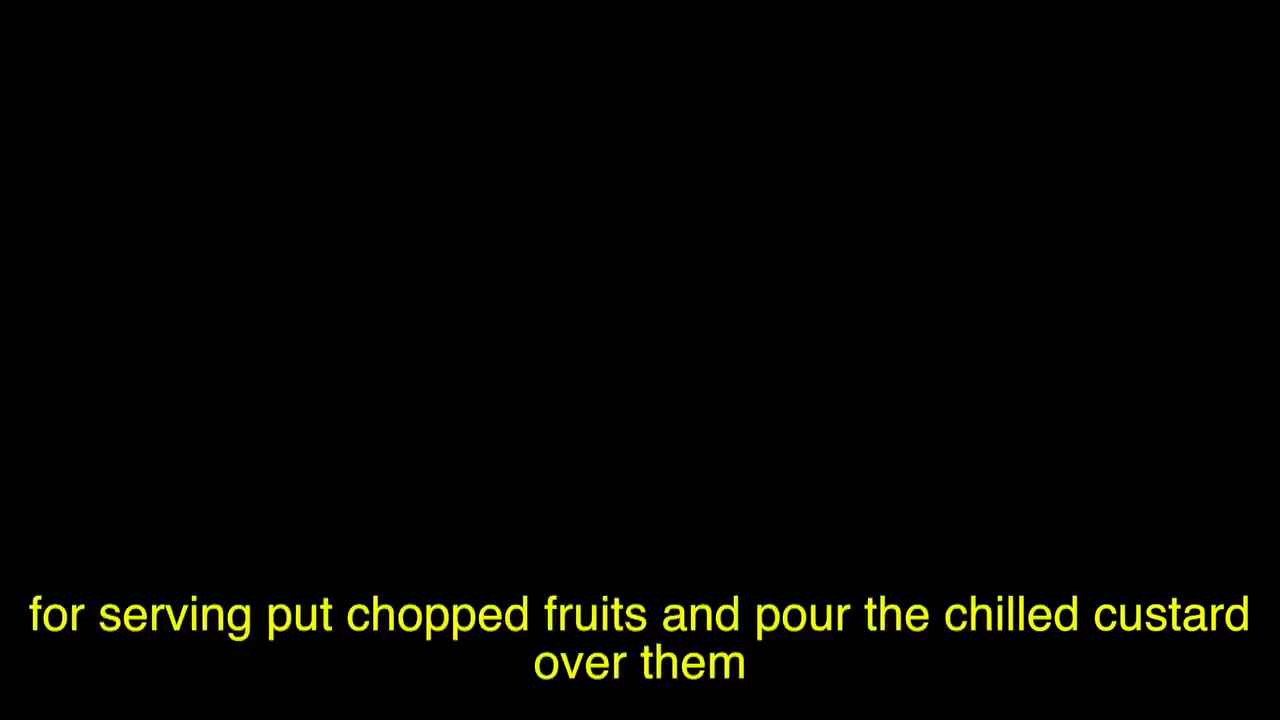 for serving put chopped fruits and pour the chilled custard
over them